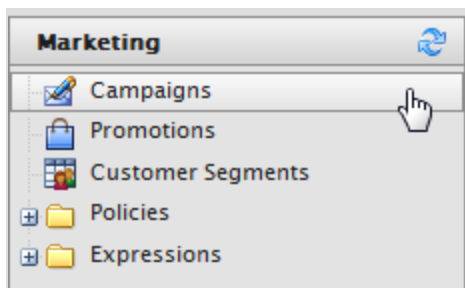 Marketing
Campaigns
Promotions
Customer Segments
Policies
Expressions